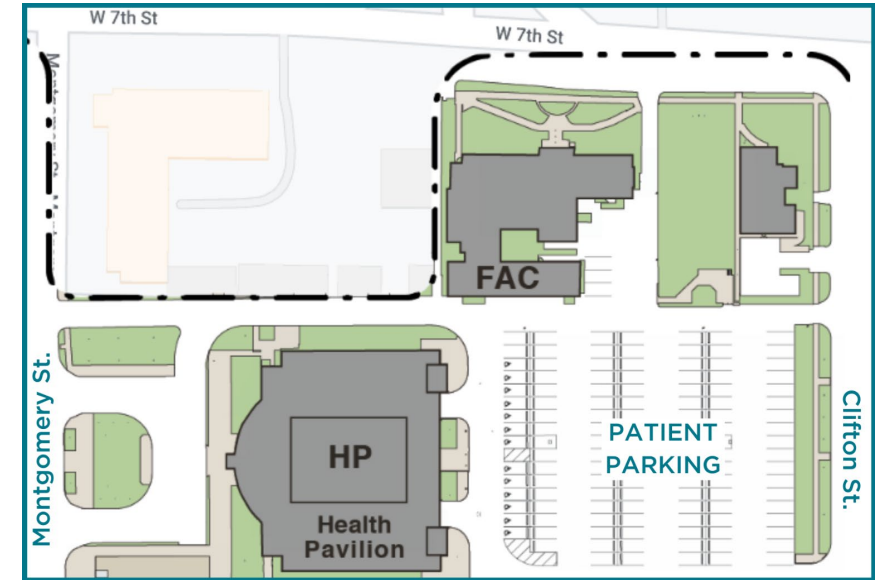 W 7th St
W 7th St
FAC
Montgomery St.
HP
Health
Pavilion
PATIENT
PARKING
Clifton St.